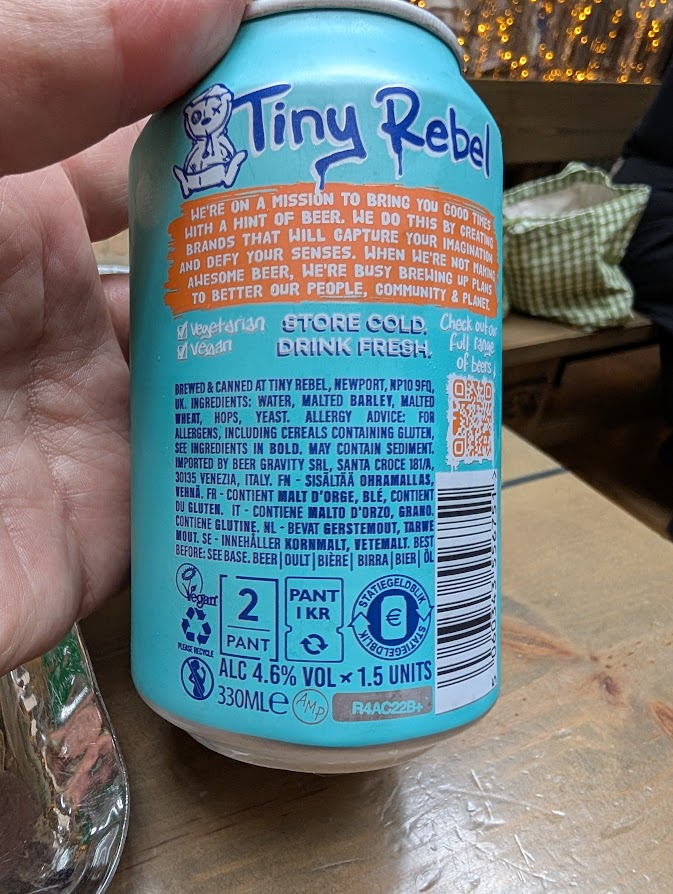 Tiny Rebel
WE'RE ON A MISSION TO BRING YOU GOOD TIMES
WITH A HINT OF BEER. WE DO THIS BY CREATING
BRANDS THAT WILL CAPTURE YOUR IMAGINATION
AND DEFY YOUR SENSES. WHEN WE'RE NOT MAKING
AWESOME BEER, WE'RE BUSY BREWING UP PLANS
TO BETTER OUR PEOPLE, COMMUNITY & PLANET.
Vegetarian
Vegan
STORE COLD.
DRINK FRESH.
Check out our
full range
of beers
BREWED & CANNED AT TINY REBEL, NEWPORT, NP10 9FQ,
UK. INGREDIENTS: WATER, MALTED BARLEY, MALTED
WHEAT, HOPS, YEAST. ALLERGY ADVICE: FOR
ALLERGENS, INCLUDING CEREALS CONTAINING GLUTEN,
SEE INGREDIENTS IN BOLD. MAY CONTAIN SEDIMENT.
IMPORTED BY BEER GRAVITY SRL, SANTA CROCE 181/A,
30135 VENEZIA, ITALY. FN - SISÄLTÄÄ OHRAMALLAS,
VEHNÄ. FR - CONTIENT MALT D'ORGE, BLÉ, CONTIENT
DU GLUTEN. IT - CONTIENE MALTO D'ORZO, GRANO.
CONTIENE GLUTINE. NL - BEVAT GERSTEMOUT, TARWE
MOUT. SE - INNEHÅLLER KORNMALT, VETEMALT. BEST
BEFORE: SEE BASE. BEER | OULT | BIÈRE | BIRRA | BIER | ÖL
Vegan
PLEASE RECYCLE
2
PANT
PANT
1 KR
STATIEGELDBLIK
€
STATIEGELDBLIK
ALC 4.6% VOL * 1.5 UNITS
330ML e
AMP
R4AC22B+